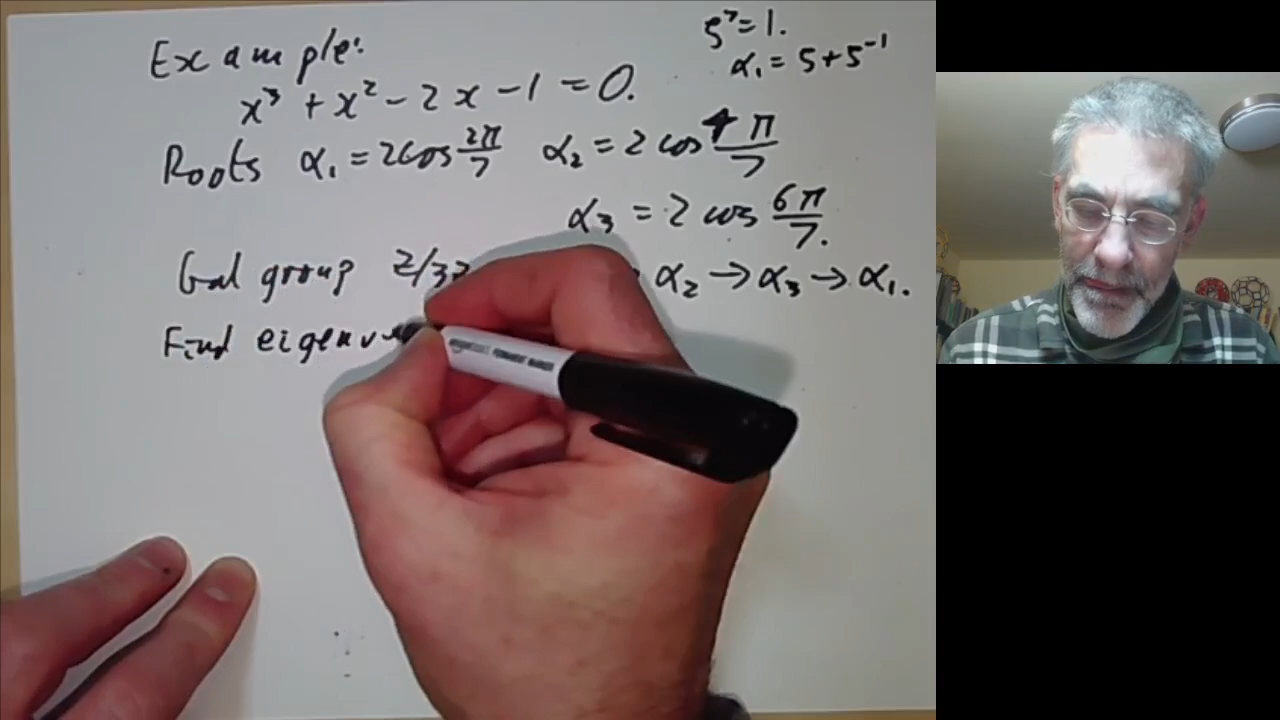 Example:
ζ⁷ = 1.
α₁ = ζ + ζ⁻¹
x³ + x² - 2x - 1 = 0.
Roots α₁ = 2cos 2π/7 α₂ = 2 cos 4π/7
α₃ = 2 cos 6π/7.
Gal group Z/3Z α₂ → α₃ → α₁.
Find